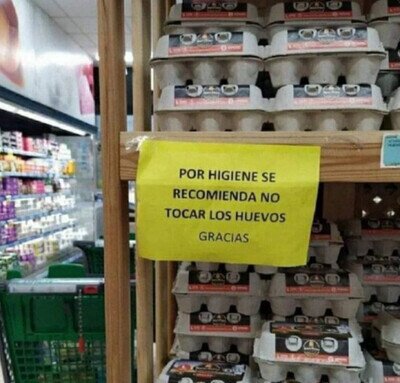 POR HIGIENE SE
RECOMIENDA NO
TOCAR LOS HUEVOS
GRACIAS